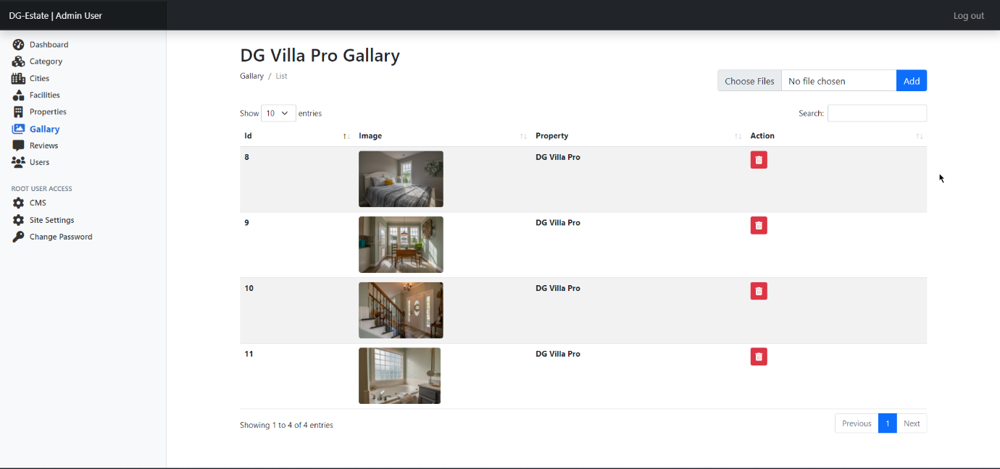 DG-Estate | Admin User
Log out
Dashboard
Category
Cities
Facilities
Properties
Gallary
Reviews
Users
ROOT USER ACCESS
CMS
Site Settings
Change Password
DG Villa Pro Gallary
Gallary / List
Choose Files No file chosen Add
Show 10 entries
Search:
Id Image Property Action
8 DG Villa Pro
9 DG Villa Pro
10 DG Villa Pro
11 DG Villa Pro
Showing 1 to 4 of 4 entries
Previous 1 Next